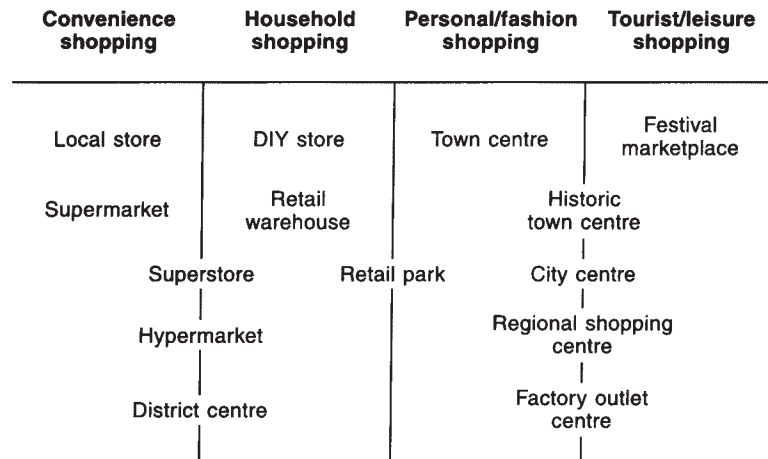 Convenience shopping
Household shopping
Personal/fashion shopping
Tourist/leisure shopping
Local store
DIY store
Town centre
Festival marketplace
Supermarket
Retail warehouse
Historic town centre
Superstore
Retail park
City centre
Hypermarket
Regional shopping centre
District centre
Factory outlet centre